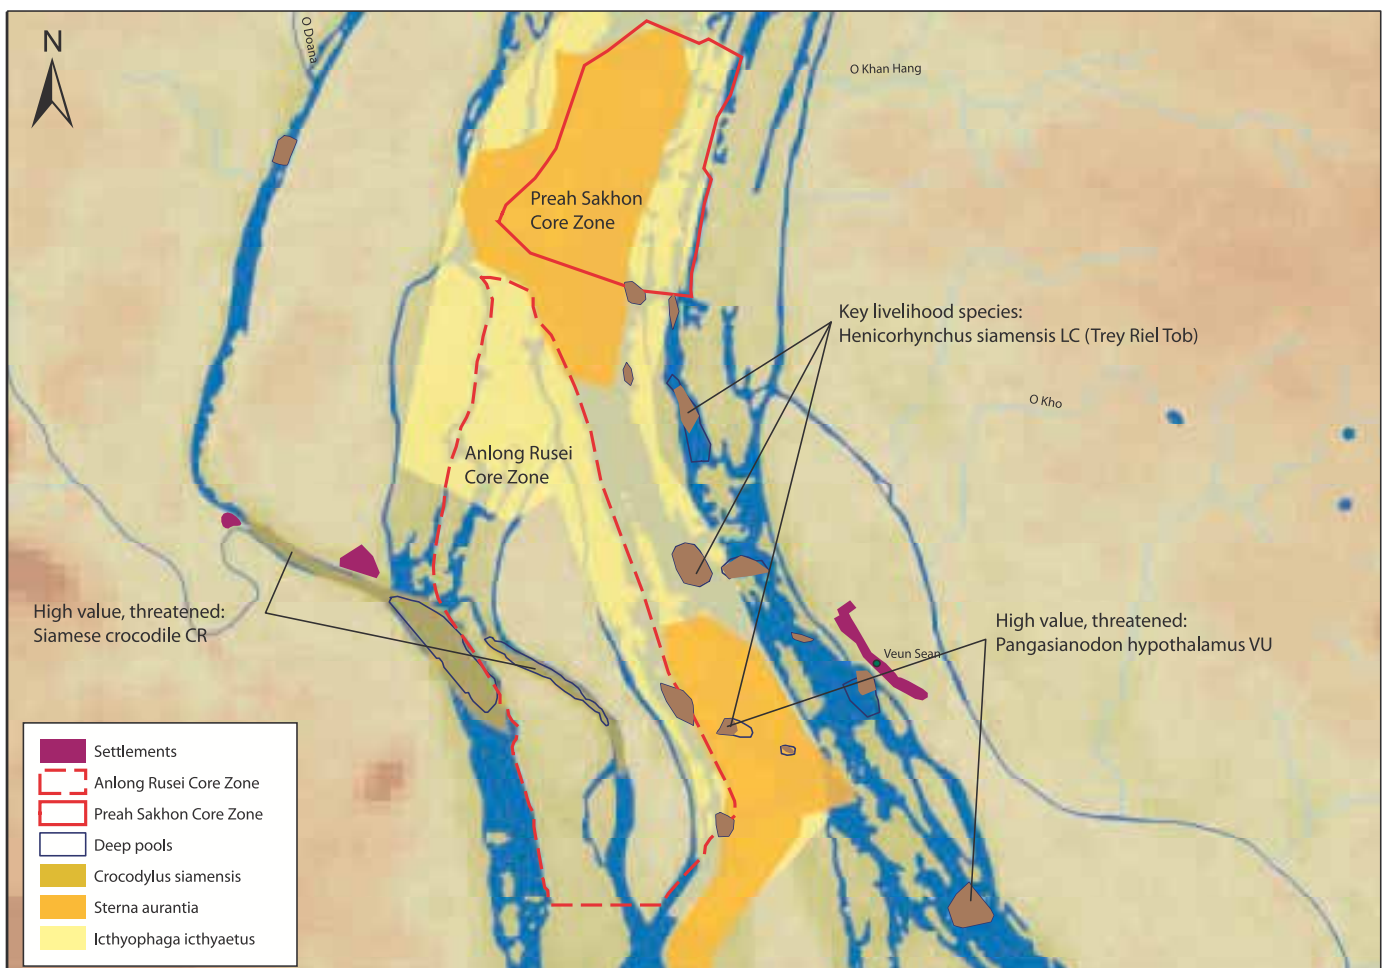 N
O Doana
O Khan Hang
Preah Sakhon
Core Zone
Key livelihood species:
Henicorhynchus siamensis LC (Trey Riel Tob)
O Kho
Anlong Rusei
Core Zone
High value, threatened:
Siamese crocodile CR
High value, threatened:
Pangasianodon hypothalamus VU
Veun Sean
Settlements
Anlong Rusei Core Zone
Preah Sakhon Core Zone
Deep pools
Crocodylus siamensis
Sterna aurantia
Icthyophaga icthyaetus